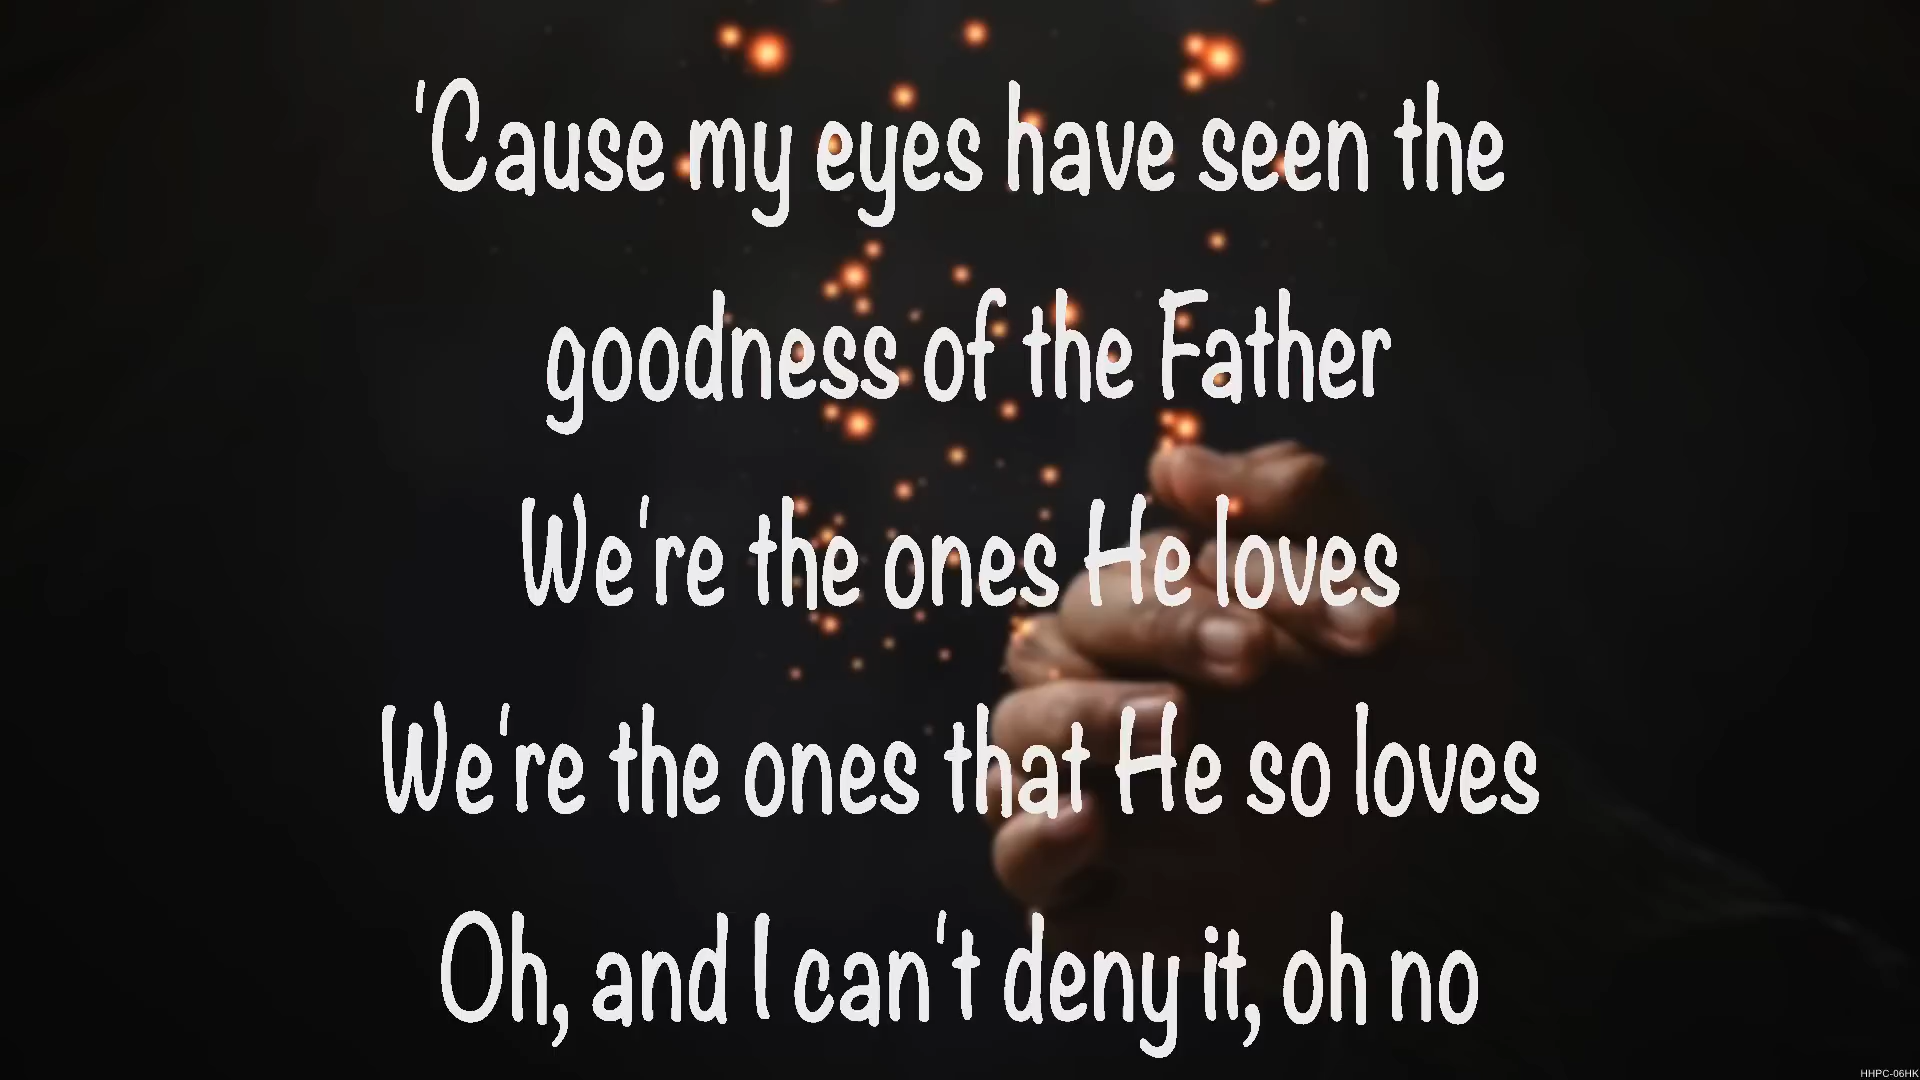 'Cause my eyes have seen the
goodness of the Father
We're the ones He loves
We're the ones that He so loves
Oh, and I can't deny it, oh no
HHPC-06HK